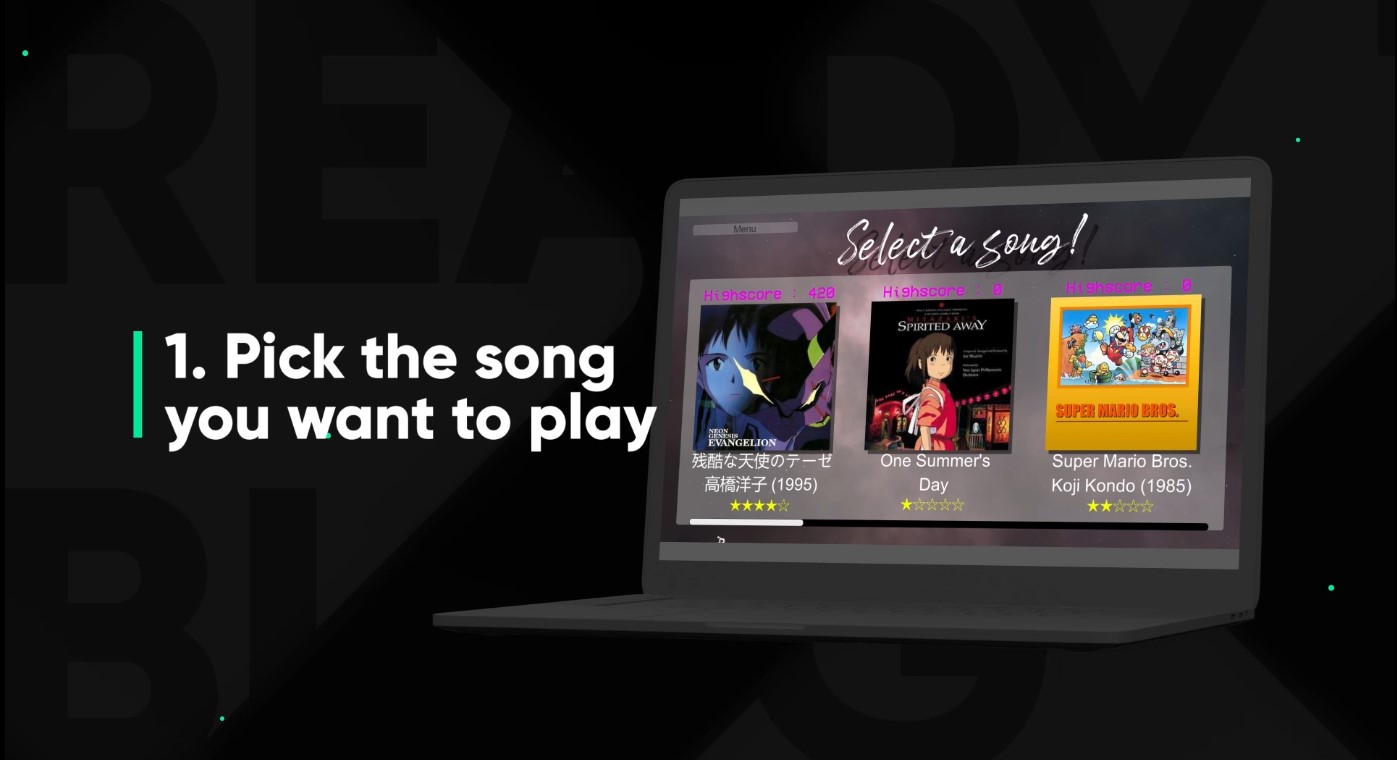 1. Pick the song
you want to play
Menu
Select a song!
Highscore : 420
Highscore : 0
Highscore : 0
NEON
GENESIS
EVANGELION
MIYAZAKI'S
SPIRITED AWAY
SUPER MARIO BROS.
残酷な天使のテーゼ
高橋洋子 (1995)
★★★★☆
One Summer's
Day
★☆☆☆☆
Super Mario Bros.
Koji Kondo (1985)
★★☆☆☆